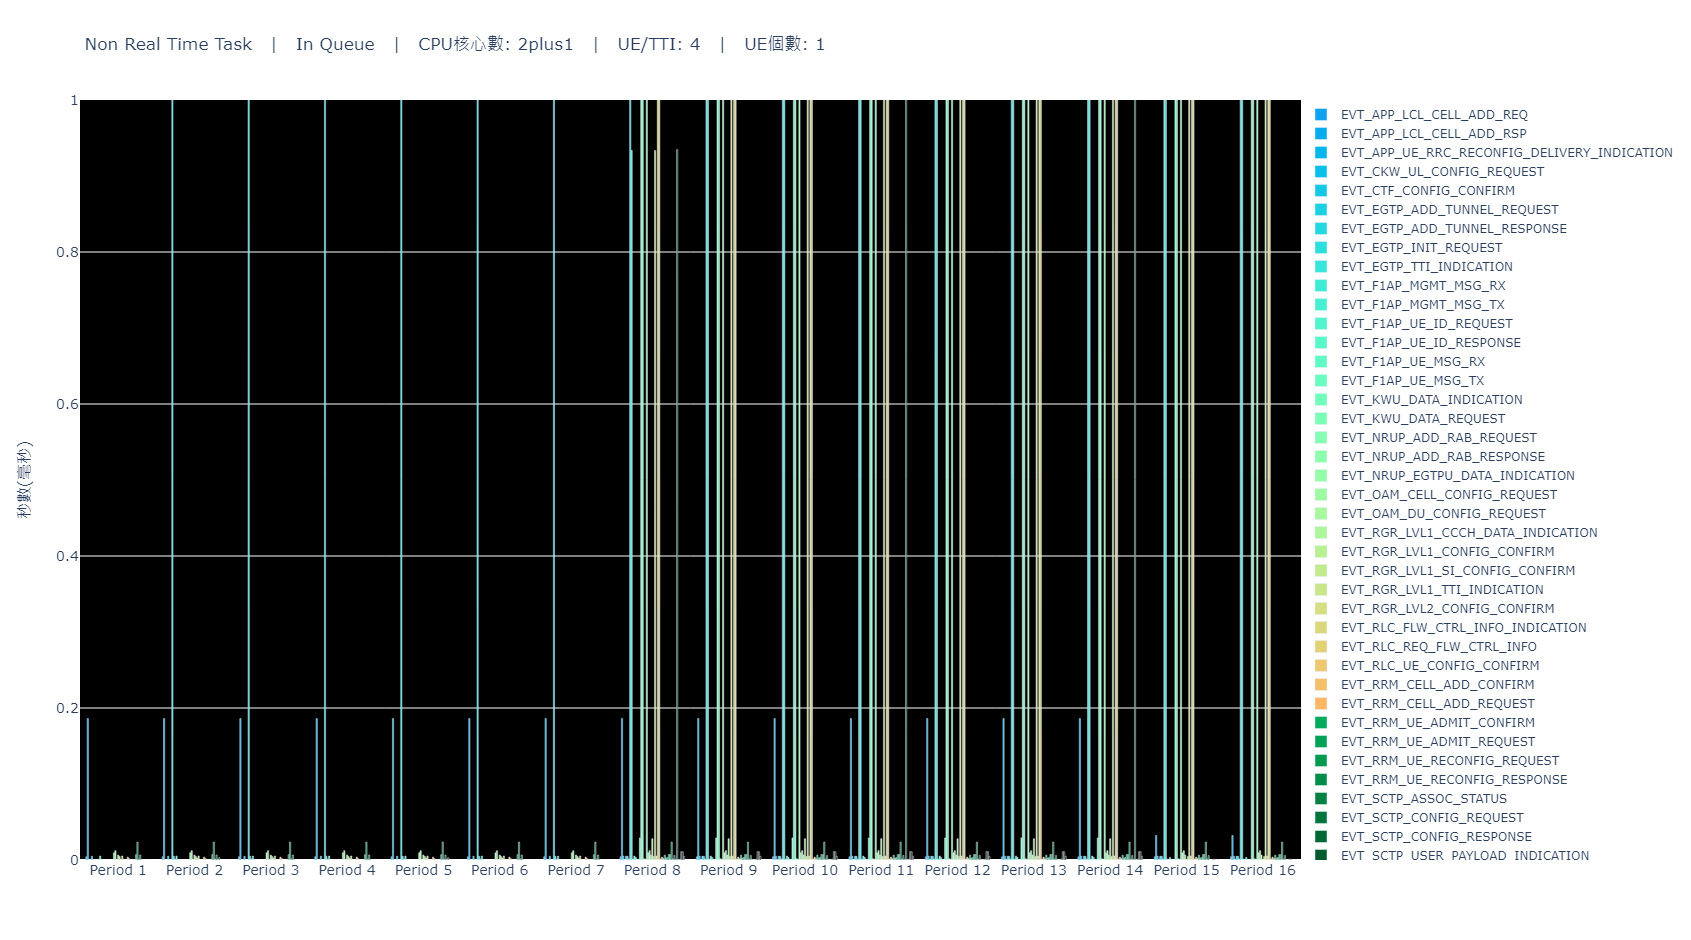 Non Real Time Task | In Queue | CPU核心數: 2plus1 | UE/TTI: 4 | UE個數: 1
秒數(毫秒)
1
0.8
0.6
0.4
0.2
0
Period 1 Period 2 Period 3 Period 4 Period 5 Period 6 Period 7 Period 8 Period 9 Period 10 Period 11 Period 12 Period 13 Period 14 Period 15 Period 16
EVT_APP_LCL_CELL_ADD_REQ
EVT_APP_LCL_CELL_ADD_RSP
EVT_APP_UE_RRC_RECONFIG_DELIVERY_INDICATION
EVT_CKW_UL_CONFIG_REQUEST
EVT_CTF_CONFIG_CONFIRM
EVT_EGTP_ADD_TUNNEL_REQUEST
EVT_EGTP_ADD_TUNNEL_RESPONSE
EVT_EGTP_INIT_REQUEST
EVT_EGTP_TTI_INDICATION
EVT_F1AP_MGMT_MSG_RX
EVT_F1AP_MGMT_MSG_TX
EVT_F1AP_UE_ID_REQUEST
EVT_F1AP_UE_ID_RESPONSE
EVT_F1AP_UE_MSG_RX
EVT_F1AP_UE_MSG_TX
EVT_KWU_DATA_INDICATION
EVT_KWU_DATA_REQUEST
EVT_NRUP_ADD_RAB_REQUEST
EVT_NRUP_ADD_RAB_RESPONSE
EVT_NRUP_EGTPU_DATA_INDICATION
EVT_OAM_CELL_CONFIG_REQUEST
EVT_OAM_DU_CONFIG_REQUEST
EVT_RGR_LVL1_CCCH_DATA_INDICATION
EVT_RGR_LVL1_CONFIG_CONFIRM
EVT_RGR_LVL1_SI_CONFIG_CONFIRM
EVT_RGR_LVL1_TTI_INDICATION
EVT_RGR_LVL2_CONFIG_CONFIRM
EVT_RLC_FLW_CTRL_INFO_INDICATION
EVT_RLC_REQ_FLW_CTRL_INFO
EVT_RLC_UE_CONFIG_CONFIRM
EVT_RRM_CELL_ADD_CONFIRM
EVT_RRM_CELL_ADD_REQUEST
EVT_RRM_UE_ADMIT_CONFIRM
EVT_RRM_UE_ADMIT_REQUEST
EVT_RRM_UE_RECONFIG_REQUEST
EVT_RRM_UE_RECONFIG_RESPONSE
EVT_SCTP_ASSOC_STATUS
EVT_SCTP_CONFIG_REQUEST
EVT_SCTP_CONFIG_RESPONSE
EVT_SCTP_USER_PAYLOAD_INDICATION